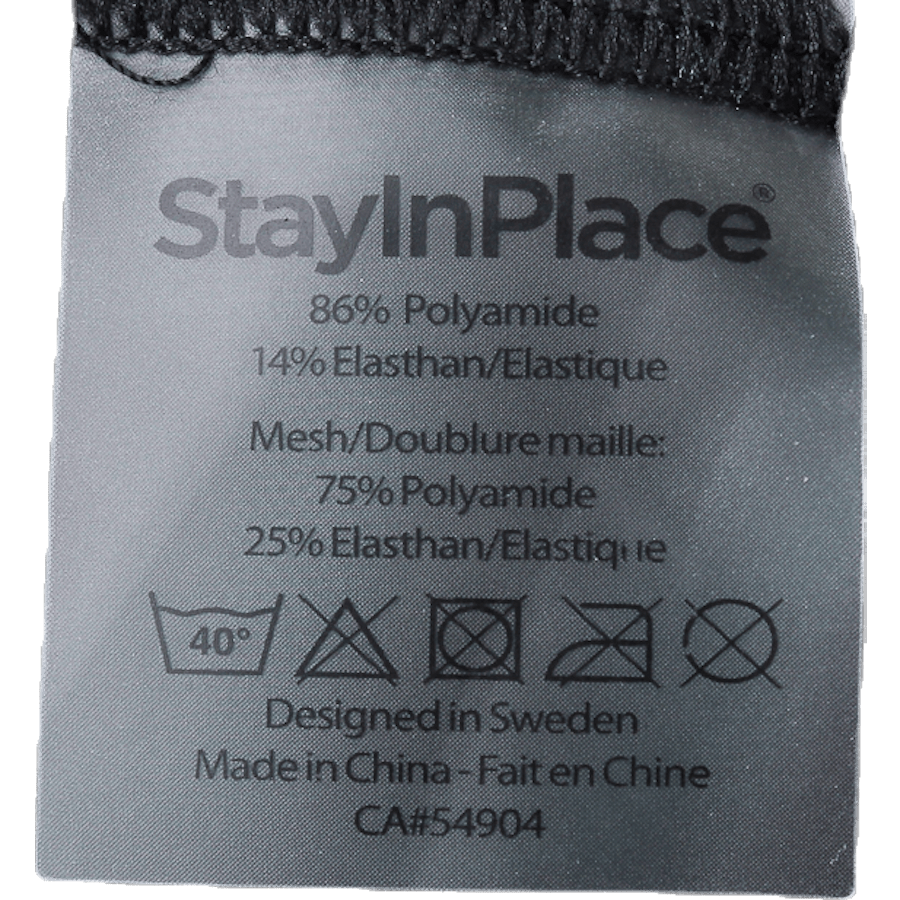 StayInPlace®
86% Polyamide
14% Elasthan/Elastique
Mesh/Doublure maille:
75% Polyamide
25% Elasthan/Elastique
40°
Designed in Sweden
Made in China - Fait en Chine
CA#54904